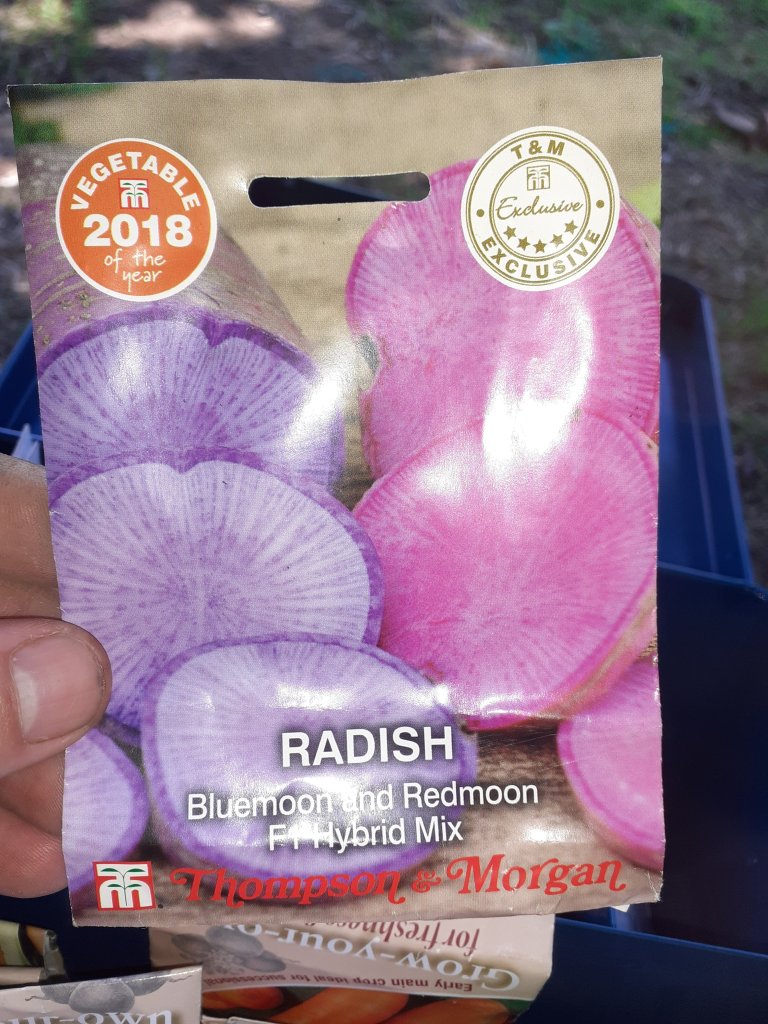 VEGETABLE
2018
of the
year
T&M
Exclusive
EXCLUSIVE
RADISH
Bluemoon and Redmoon
F1 Hybrid Mix
Thompson & Morgan
for freshness
Grow-your-own
Early main crop ideal for successional